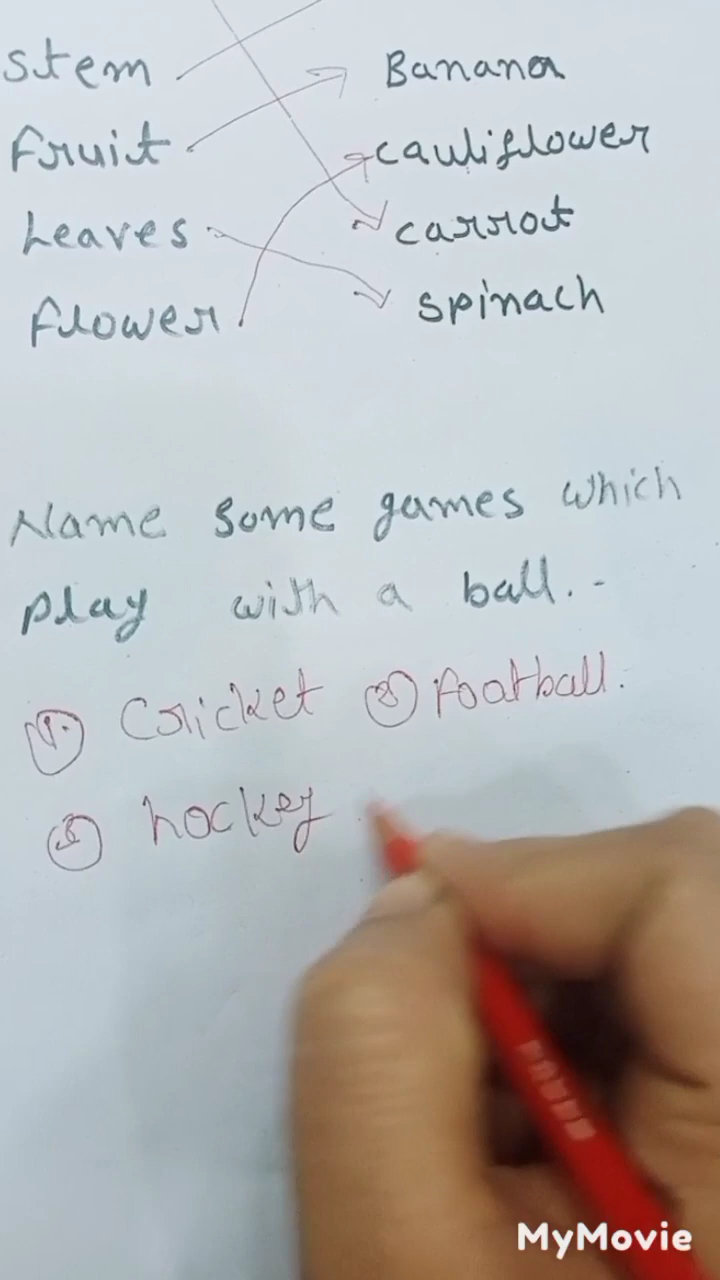 Stem Banana
Fruit cauliflower
Leaves carrot
Flower spinach
Name some games which
play with a ball. -
1. Cricket 2 Football.
3 hockey
MyMovie